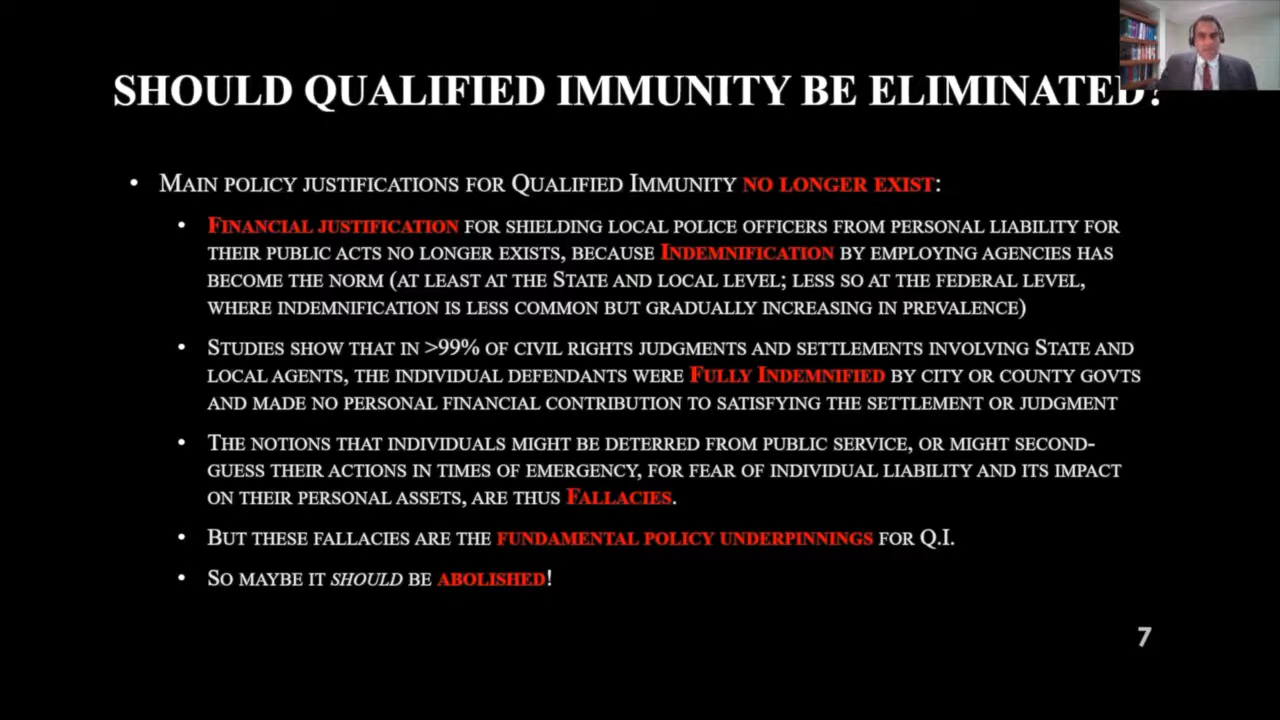 SHOULD QUALIFIED IMMUNITY BE ELIMINATED?
• MAIN POLICY JUSTIFICATIONS FOR QUALIFIED IMMUNITY NO LONGER EXIST:
• FINANCIAL JUSTIFICATION FOR SHIELDING LOCAL POLICE OFFICERS FROM PERSONAL LIABILITY FOR
THEIR PUBLIC ACTS NO LONGER EXISTS, BECAUSE INDEMNIFICATION BY EMPLOYING AGENCIES HAS
BECOME THE NORM (AT LEAST AT THE STATE AND LOCAL LEVEL; LESS SO AT THE FEDERAL LEVEL,
WHERE INDEMNIFICATION IS LESS COMMON BUT GRADUALLY INCREASING IN PREVALENCE)
• STUDIES SHOW THAT IN >99% OF CIVIL RIGHTS JUDGMENTS AND SETTLEMENTS INVOLVING STATE AND
LOCAL AGENTS, THE INDIVIDUAL DEFENDANTS WERE FULLY INDEMNIFIED BY CITY OR COUNTY GOVTS
AND MADE NO PERSONAL FINANCIAL CONTRIBUTION TO SATISFYING THE SETTLEMENT OR JUDGMENT
• THE NOTIONS THAT INDIVIDUALS MIGHT BE DETERRED FROM PUBLIC SERVICE, OR MIGHT SECOND-
GUESS THEIR ACTIONS IN TIMES OF EMERGENCY, FOR FEAR OF INDIVIDUAL LIABILITY AND ITS IMPACT
ON THEIR PERSONAL ASSETS, ARE THUS FALLACIES.
• BUT THESE FALLACIES ARE THE FUNDAMENTAL POLICY UNDERPINNINGS FOR Q.I.
• SO MAYBE IT SHOULD BE ABOLISHED!
7